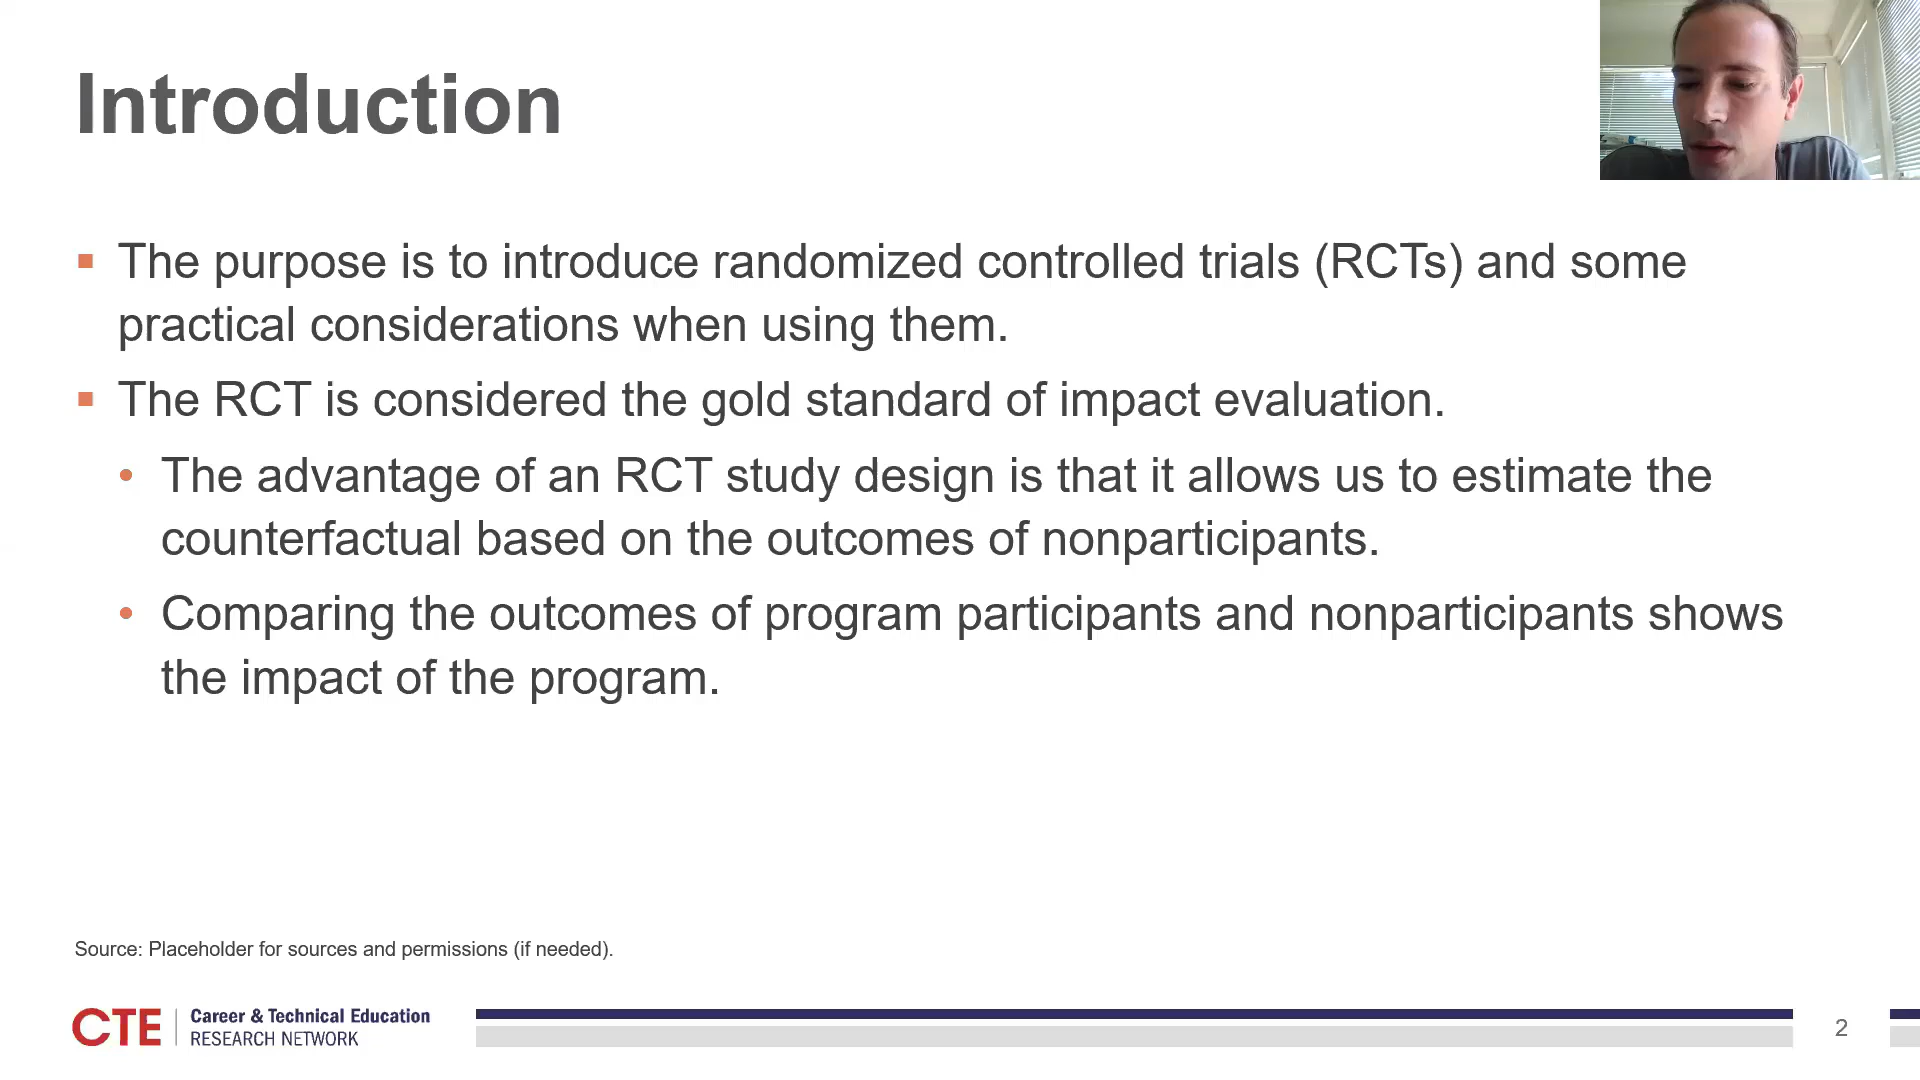 Introduction
The purpose is to introduce randomized controlled trials (RCTs) and some
practical considerations when using them.
The RCT is considered the gold standard of impact evaluation.
The advantage of an RCT study design is that it allows us to estimate the
counterfactual based on the outcomes of nonparticipants.
Comparing the outcomes of program participants and nonparticipants shows
the impact of the program.
Source: Placeholder for sources and permissions (if needed).
CTE
Career & Technical Education
RESEARCH NETWORK
2